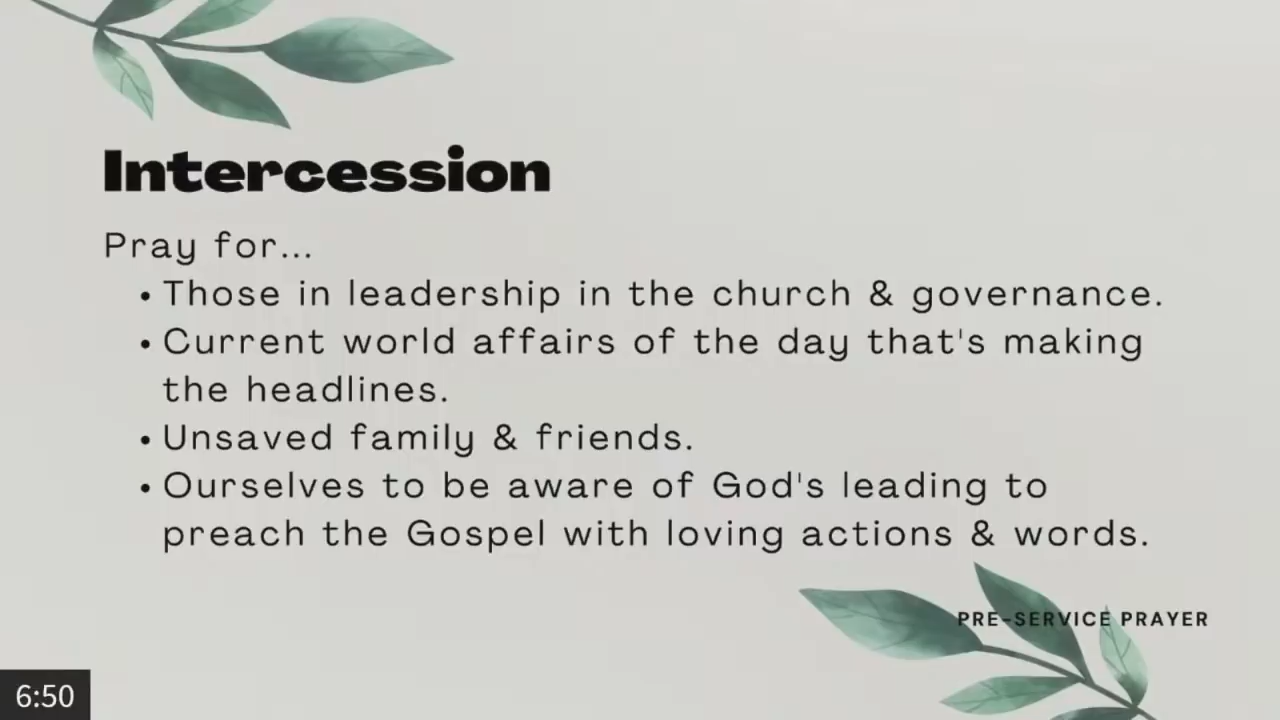 Intercession
Pray for...
• Those in leadership in the church & governance.
• Current world affairs of the day that's making
the headlines.
• Unsaved family & friends.
• Ourselves to be aware of God's leading to
preach the Gospel with loving actions & words.
PRE-SERVICE PRAYER
6:50